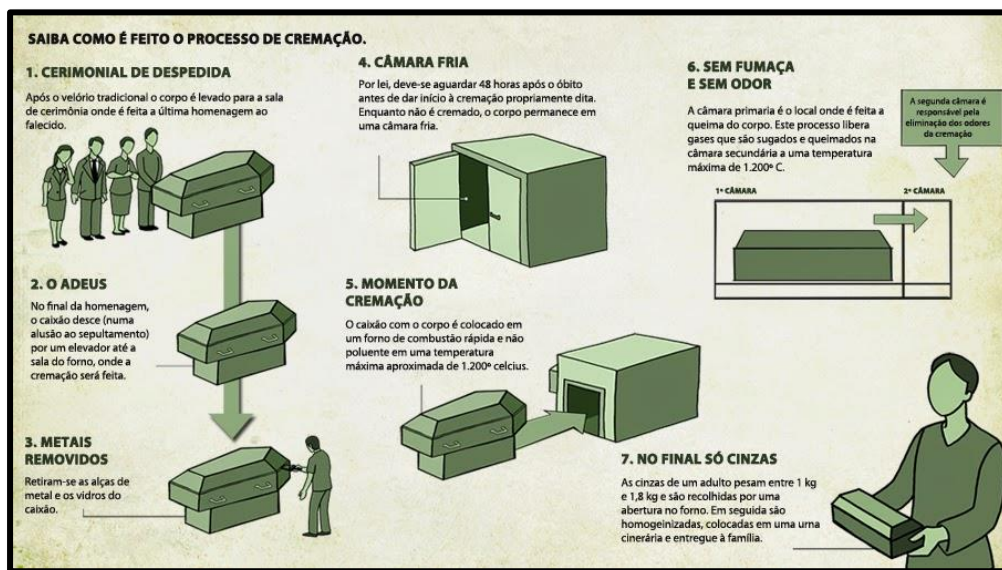 SAIBA COMO É FEITO O PROCESSO DE CREMAÇÃO.
1. CERIMONIAL DE DESPEDIDA
Após o velório tradicional o corpo é levado para a sala
de cerimônia onde é feita a última homenagem ao
falecido.
2. O ADEUS
No final da homenagem,
o caixão desce (numa
alusão ao sepultamento)
por um elevador até a
sala do forno, onde a
cremação será feita.
3. METAIS
REMOVIDOS
Retiram-se as alças de
metal e os vidros do
caixão.
4. CÂMARA FRIA
Por lei, deve-se aguardar 48 horas após o óbito
antes de dar início à cremação propriamente dita.
Enquanto não é cremado, o corpo permanece em
uma câmara fria.
5. MOMENTO DA
CREMAÇÃO
O caixão com o corpo é colocado em
um forno de combustão rápida e não
poluente em uma temperatura
máxima aproximada de 1.200º celcius.
6. SEM FUMAÇA
E SEM ODOR
A câmara primaria é o local onde é feita a
queima do corpo. Este processo libera
gases que são sugados e queimados na
câmara secundária a uma temperatura
máxima de 1.200º C.
A segunda câmara é
responsável pela
eliminação dos odores
da cremação
1ª CÂMARA
2ª CÂMARA
7. NO FINAL SÓ CINZAS
As cinzas de um adulto pesam entre 1 kg
e 1,8 kg e são recolhidas por uma
abertura no forno. Em seguida são
homogeinizadas, colocadas em uma urna
cinerária e entregue à família.